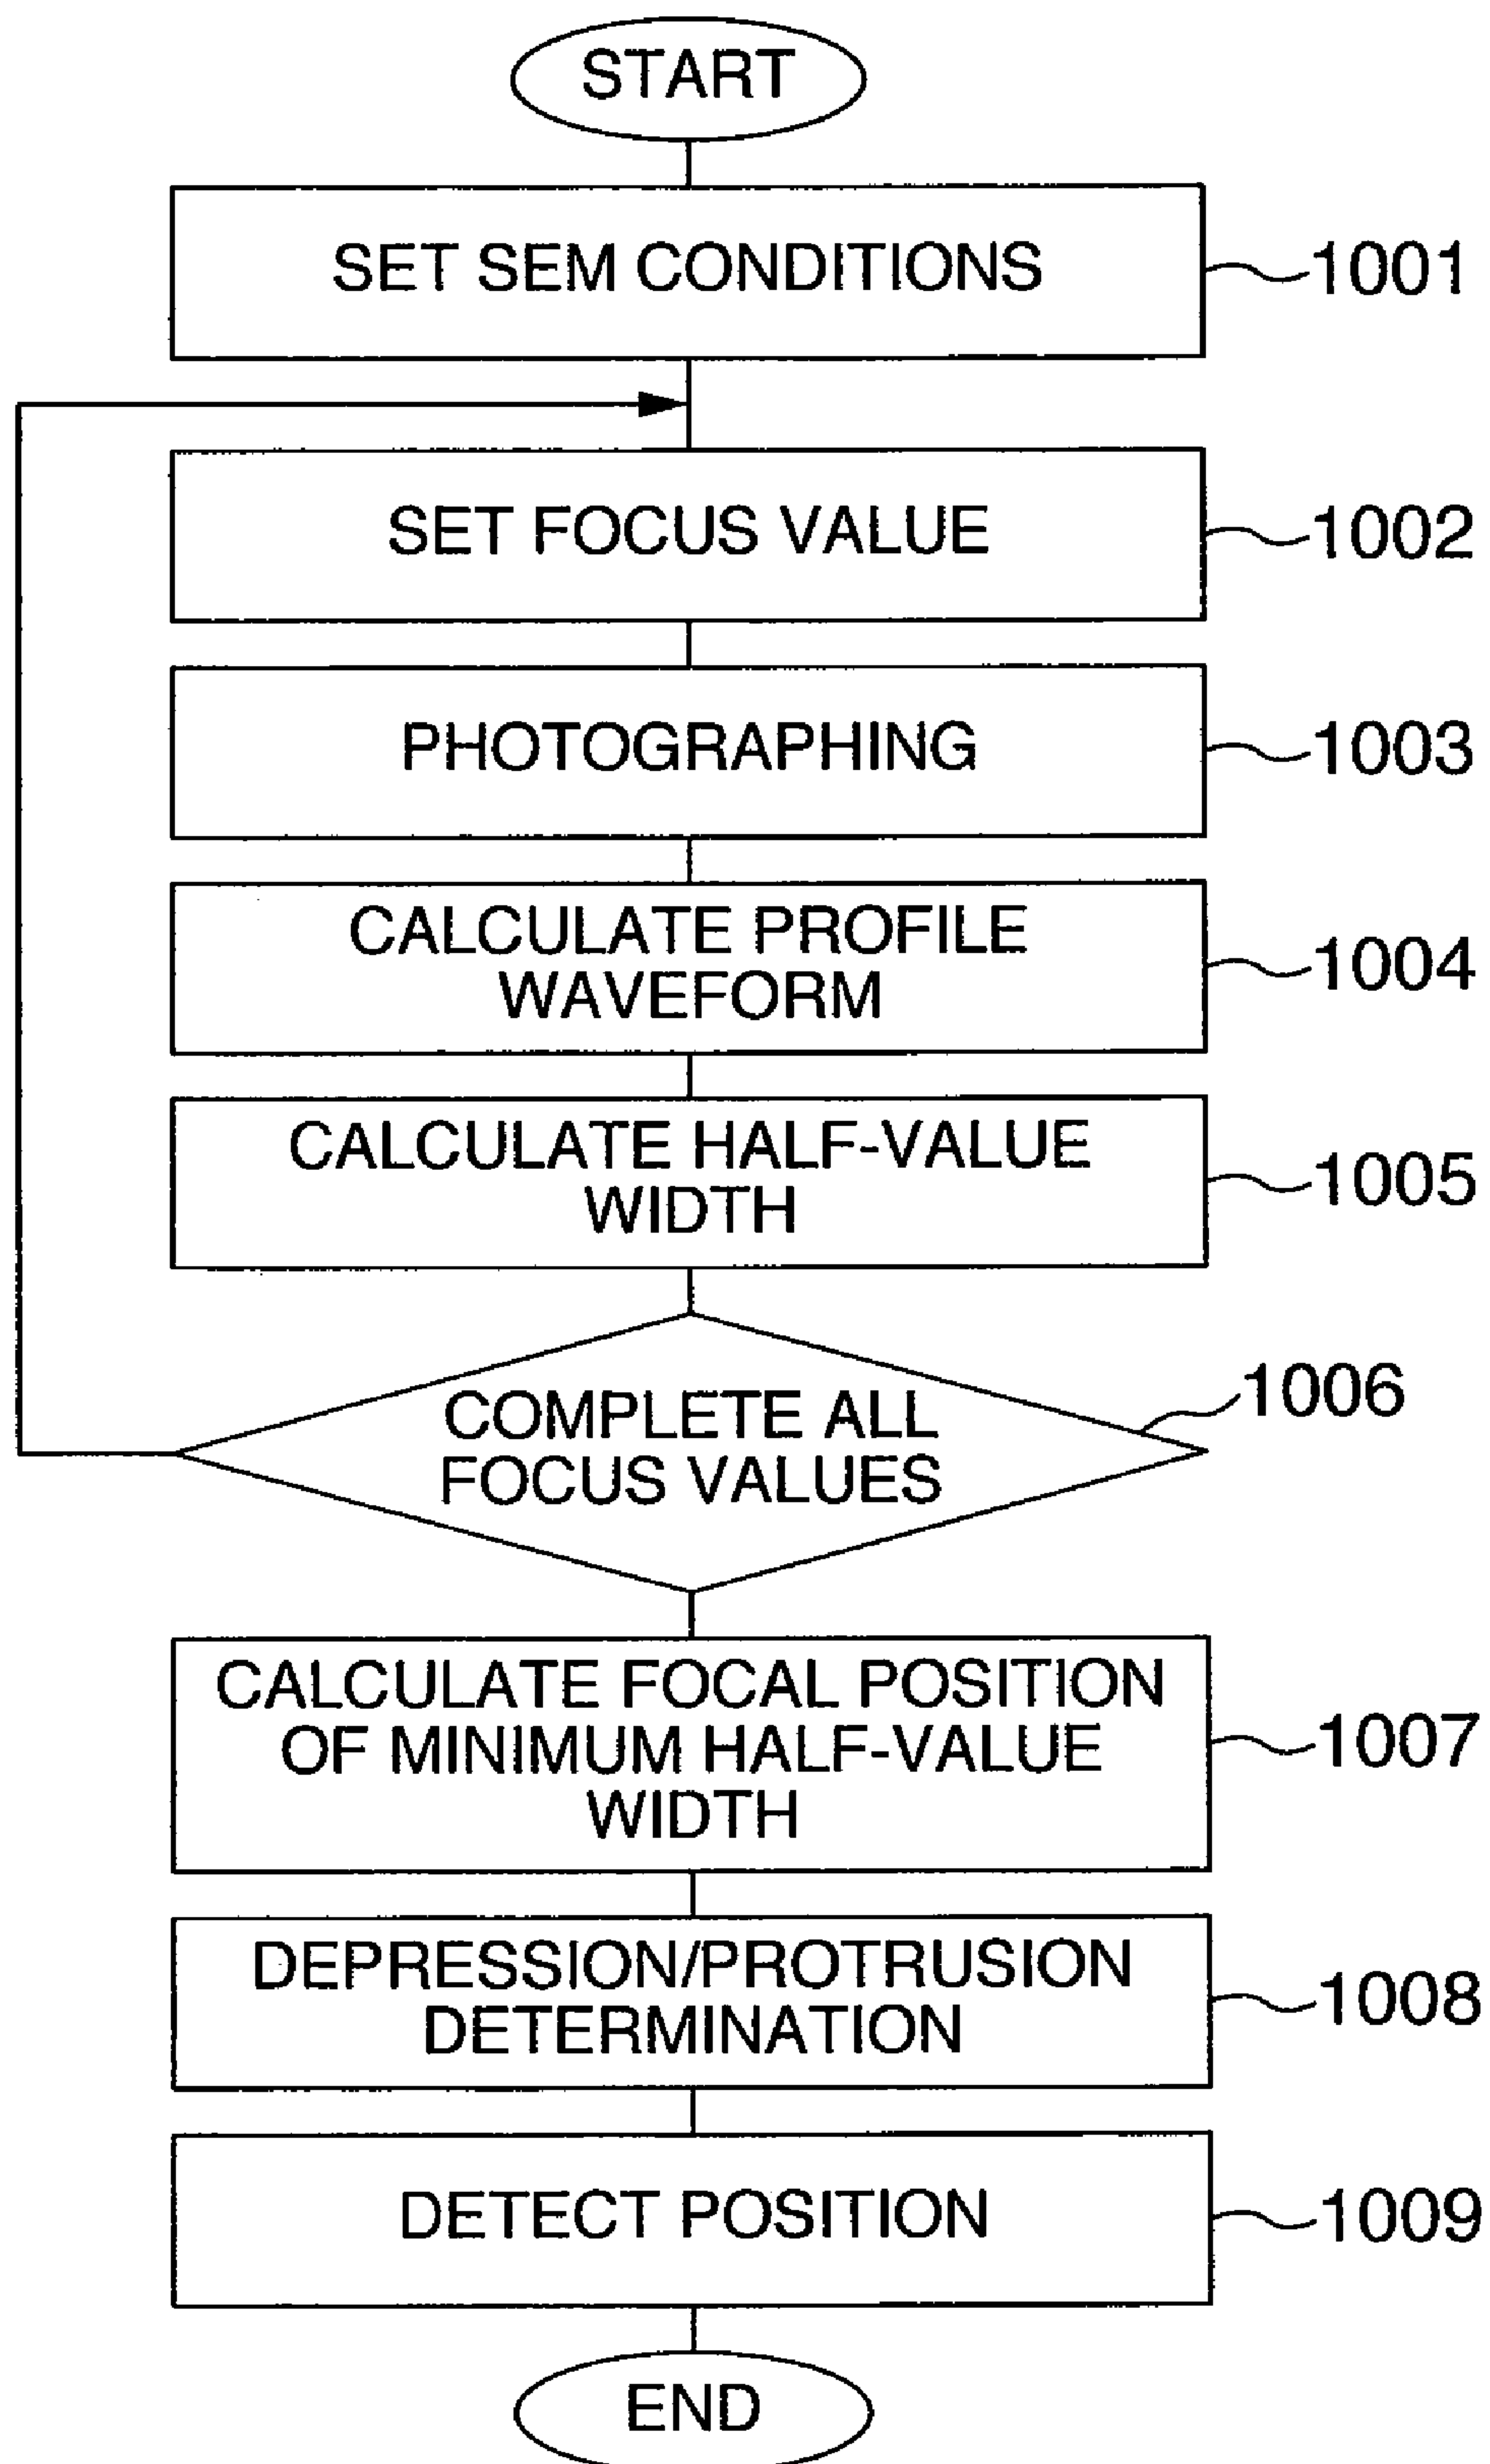 START
SET SEM CONDITIONS
1001
SET FOCUS VALUE
1002
PHOTOGRAPHING
1003
CALCULATE PROFILE
WAVEFORM
1004
CALCULATE HALF-VALUE
WIDTH
1005
COMPLETE ALL
FOCUS VALUES
1006
CALCULATE FOCAL POSITION
OF MINIMUM HALF-VALUE
WIDTH
1007
DEPRESSION/PROTRUSION
DETERMINATION
1008
DETECT POSITION
1009
END